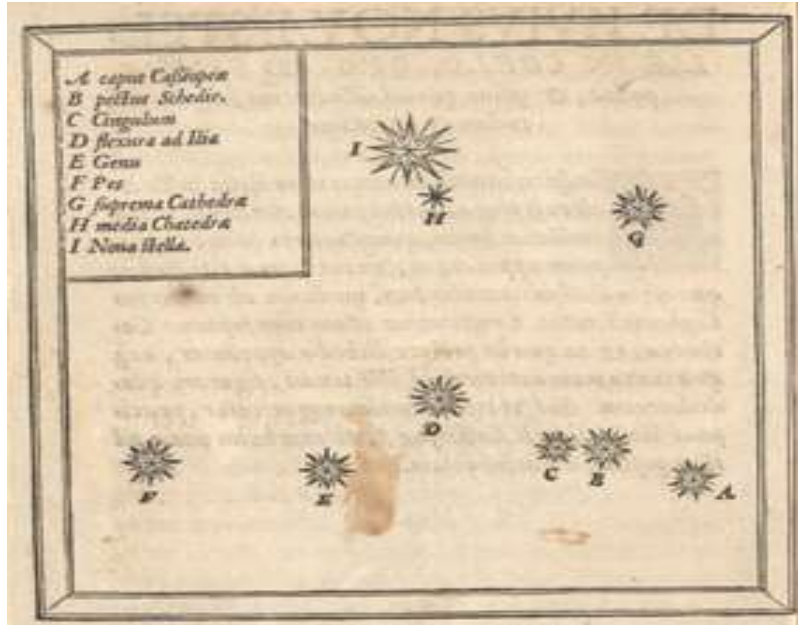 A caput Cassiopeæ
B pectus Schedir.
C Cingulum
D flexura ad Ilia
E Genu
F Pes
G suprema Cathedræ
H media Chatedræ
I Noua stella.
I
H
G
D
C
B
F
E
A